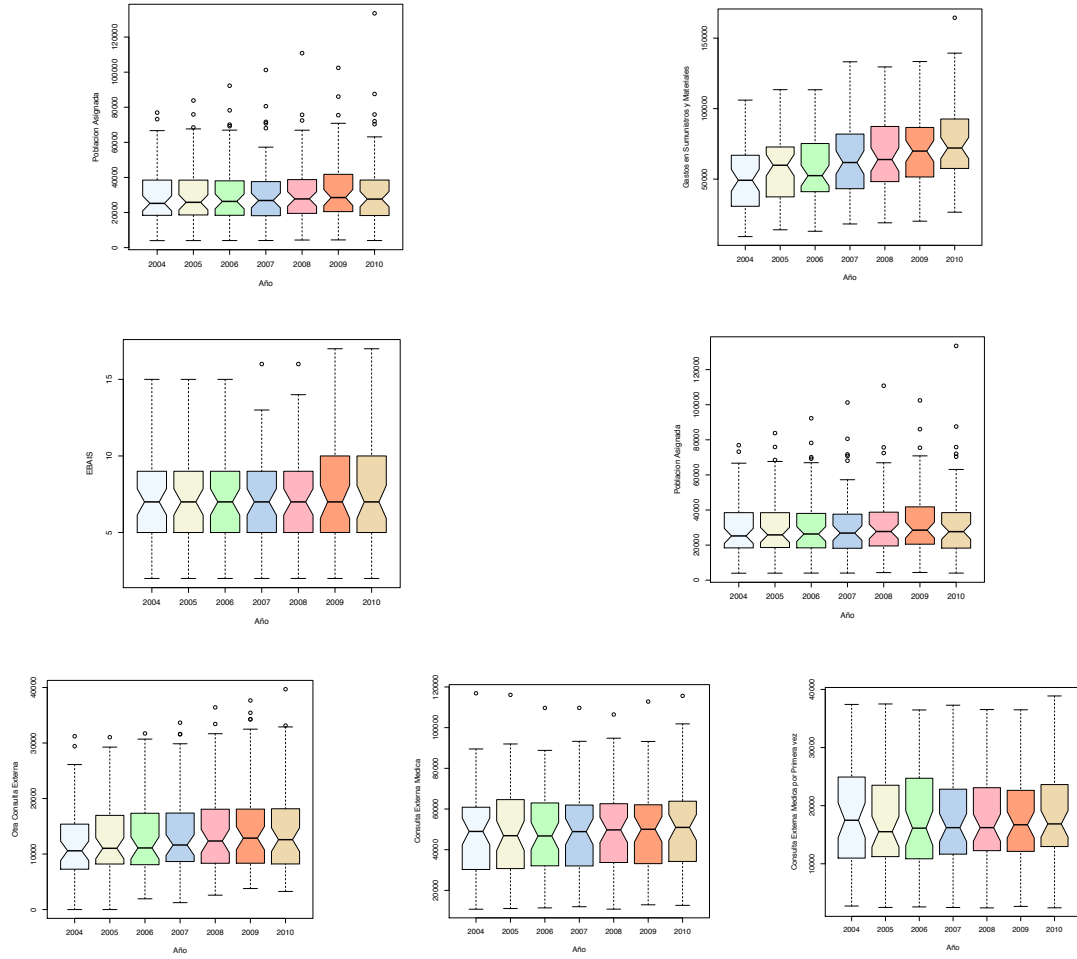 Poblacion Asignada
0 20000 40000 60000 80000 100000 120000
2004 2005 2006 2007 2008 2009 2010
Año
Gastos en Sumunistros y Materiales
50000 100000 150000
2004 2005 2006 2007 2008 2009 2010
Año
EBAIS
5 10 15
2004 2005 2006 2007 2008 2009 2010
Año
Poblacion Asignada
0 20000 40000 60000 80000 100000 120000
2004 2005 2006 2007 2008 2009 2010
Año
Otra Consulta Externa
0 10000 20000 30000 40000
2004 2005 2006 2007 2008 2009 2010
Año
Consulta Externa Medica
20000 40000 60000 80000 100000 120000
2004 2005 2006 2007 2008 2009 2010
Año
Consulta Externa Medica por Primera vez
10000 20000 30000 40000
2004 2005 2006 2007 2008 2009 2010
Año